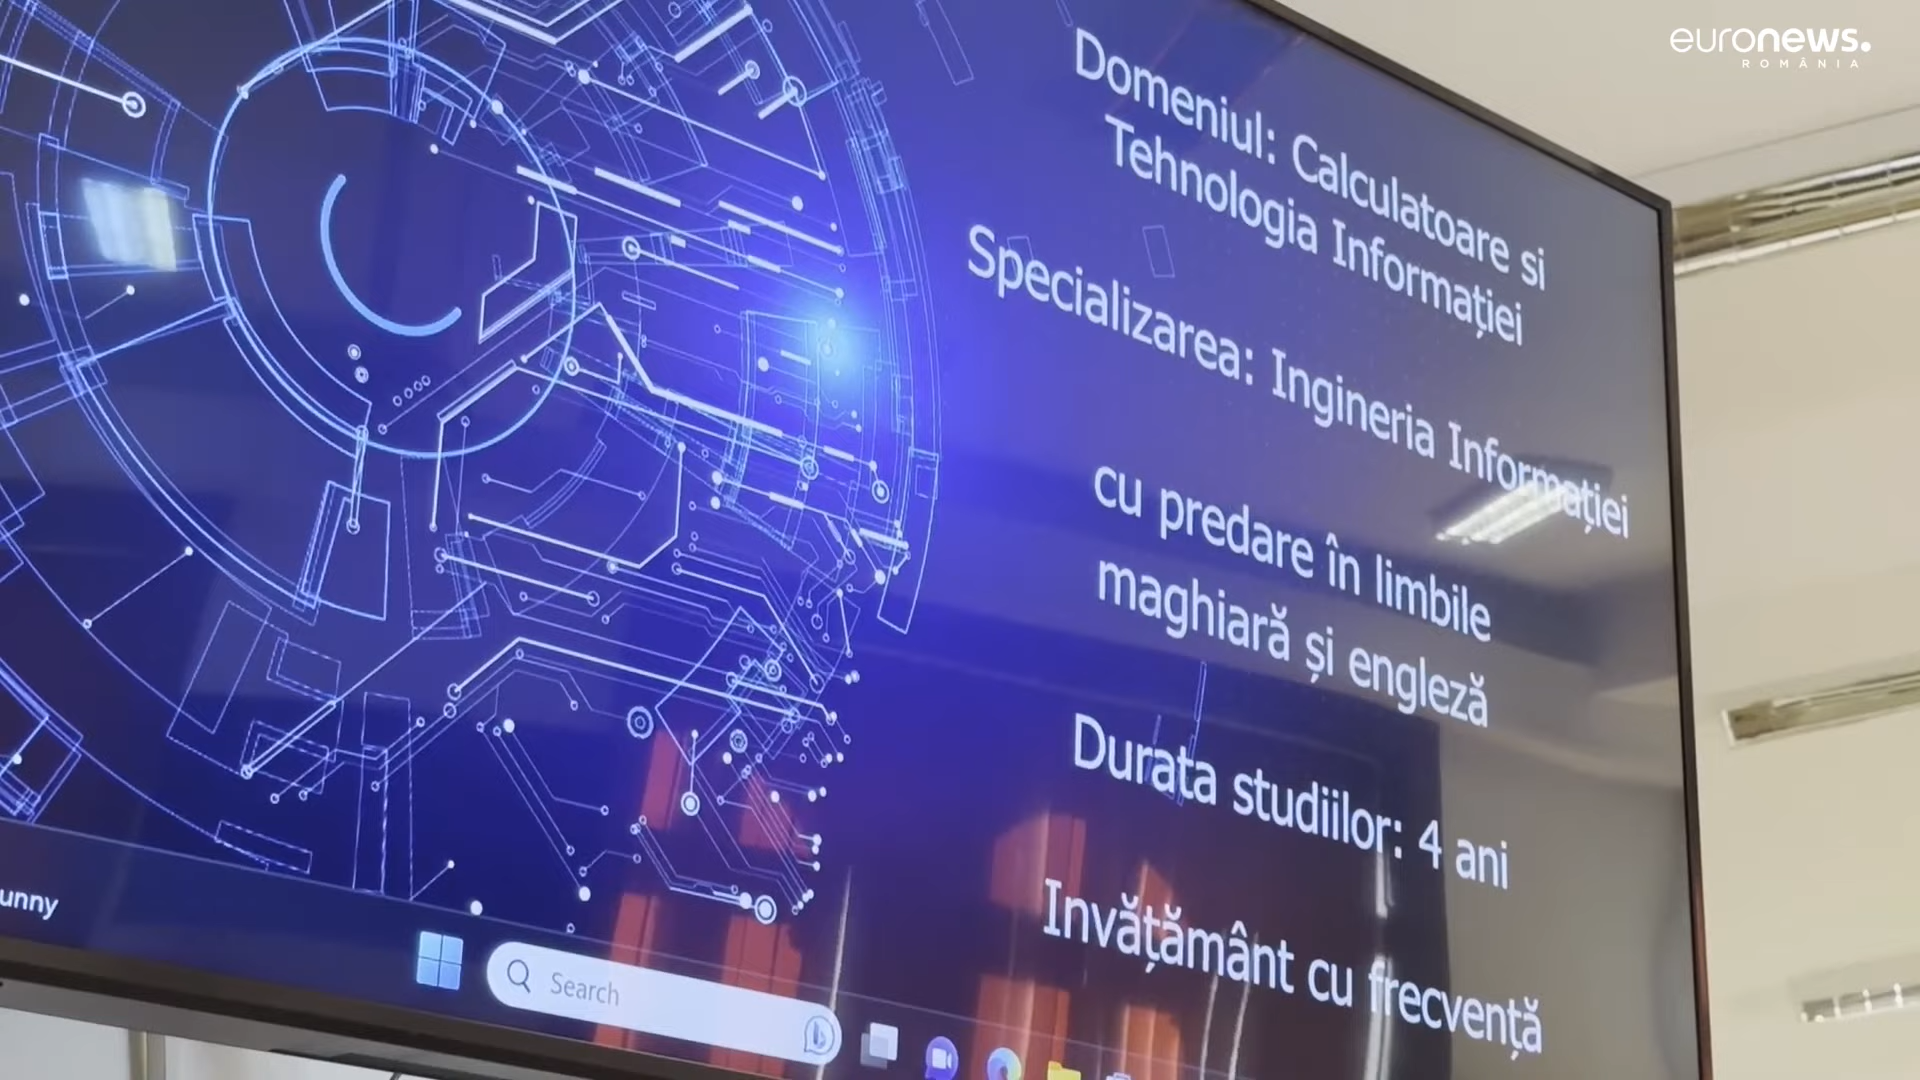 euronews.
ROMÂNIA
Domeniul: Calculatoare si
Tehnologia Informației
Specializarea: Ingineria Informației
cu predare în limbile
maghiară și engleză
Durata studiilor: 4 ani
Învățământ cu frecvență
unny
Search